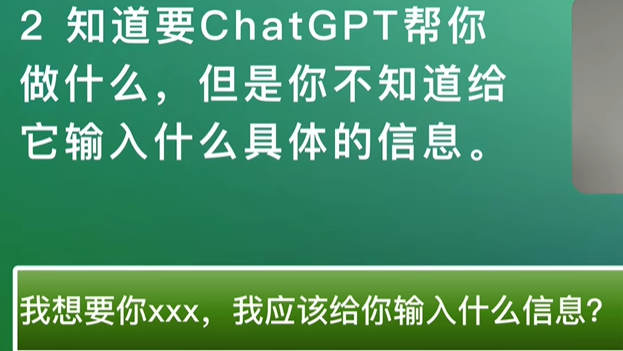 2 知道要ChatGPT帮你
做什么，但是你不知道给
它输入什么具体的信息。
我想要你xxx，我应该给你输入什么信息？